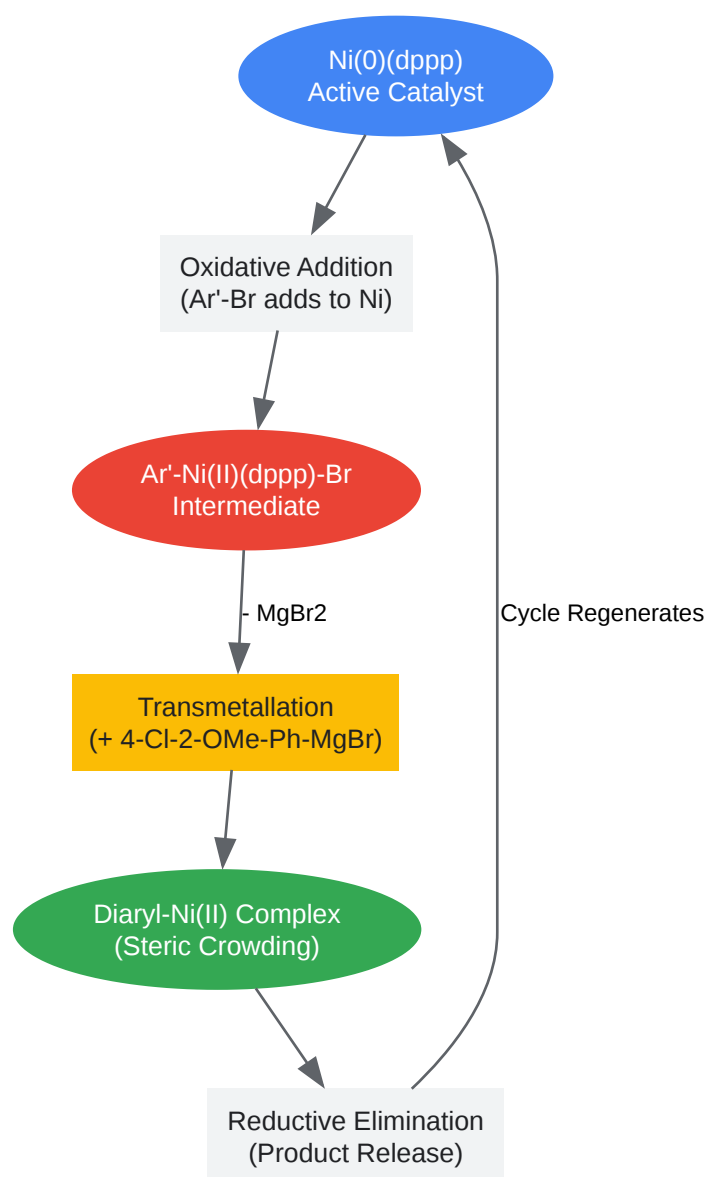 Ni(0)(dppp)
Active Catalyst
Oxidative Addition
(Ar'-Br adds to Ni)
Ar'-Ni(II)(dppp)-Br
Intermediate
- MgBr2
Cycle Regenerates
Transmetallation
(+ 4-Cl-2-OMe-Ph-MgBr)
Diaryl-Ni(II) Complex
(Steric Crowding)
Reductive Elimination
(Product Release)